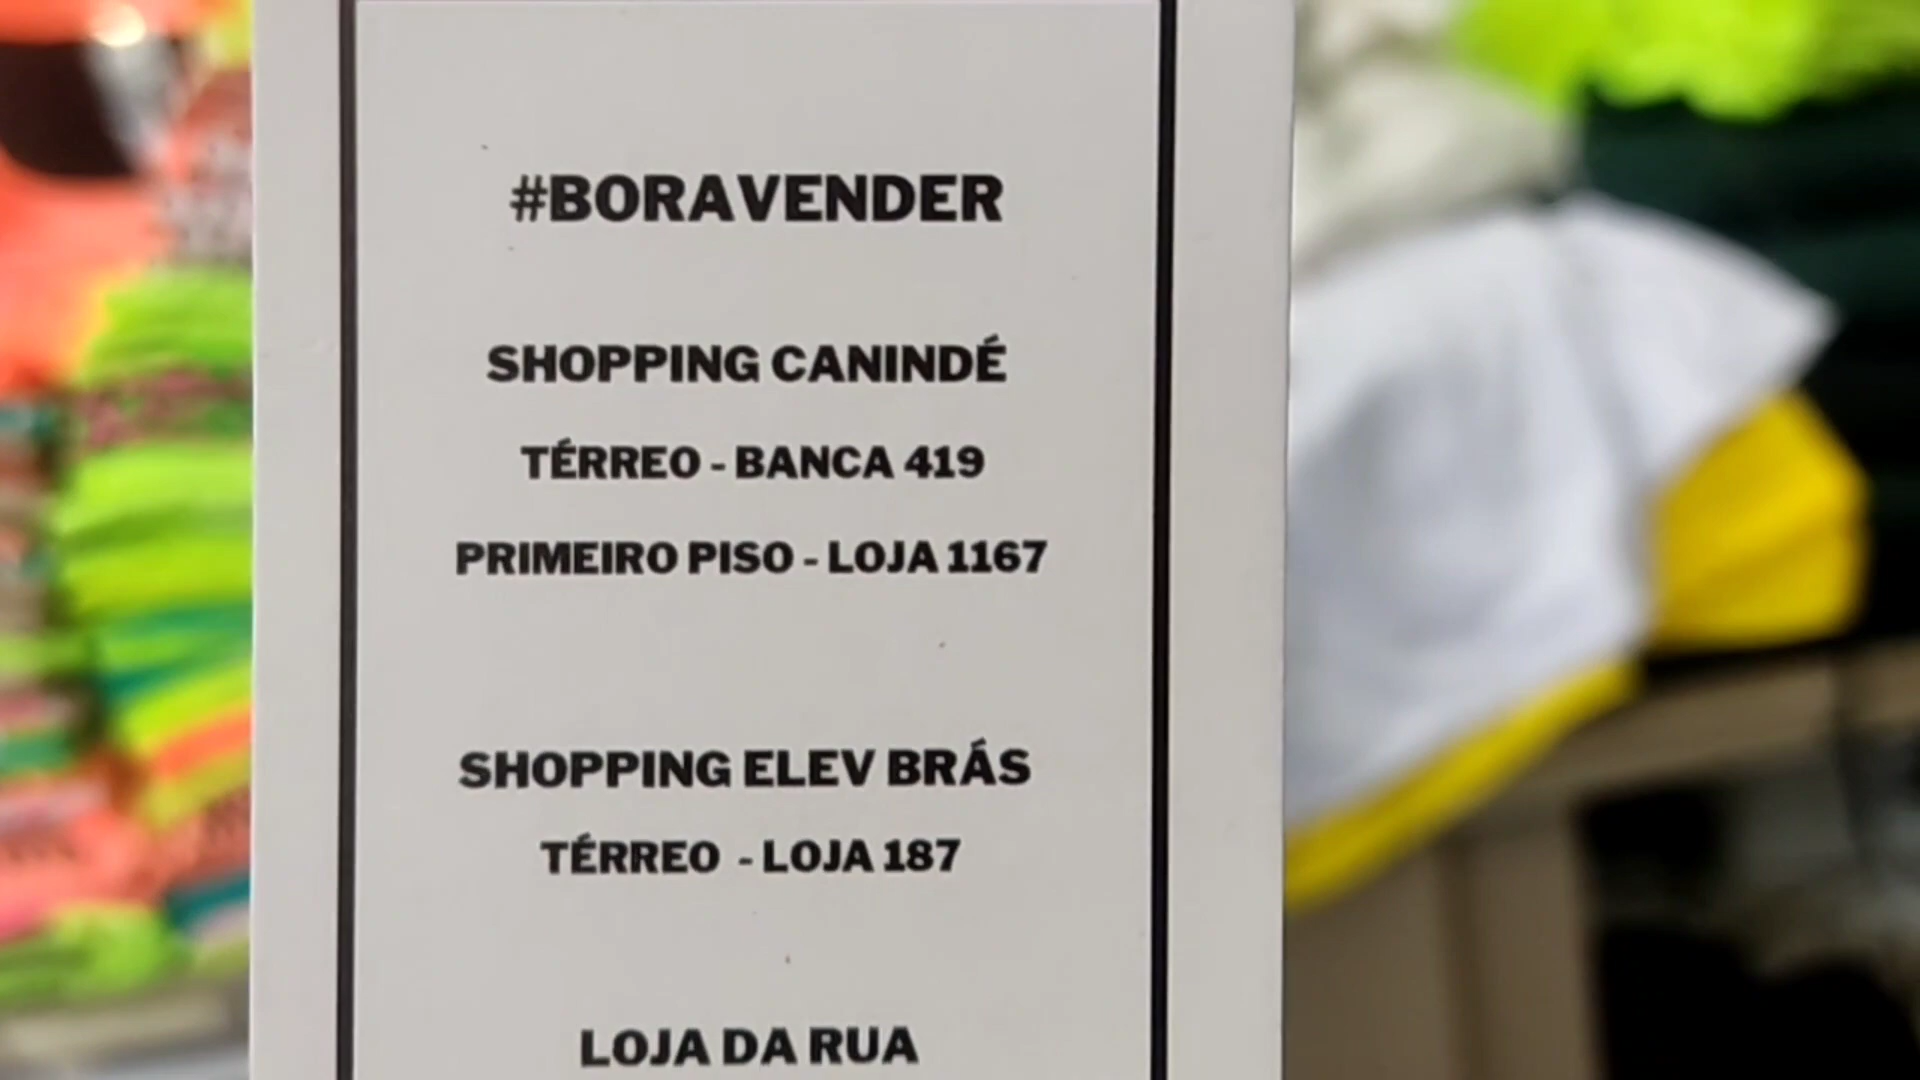 #BORAVENDER
SHOPPING CANINDÉ
TÉRREO - BANCA 419
PRIMEIRO PISO - LOJA 1167
SHOPPING ELEV BRÁS
TÉRREO - LOJA 187
LOJA DA RUA